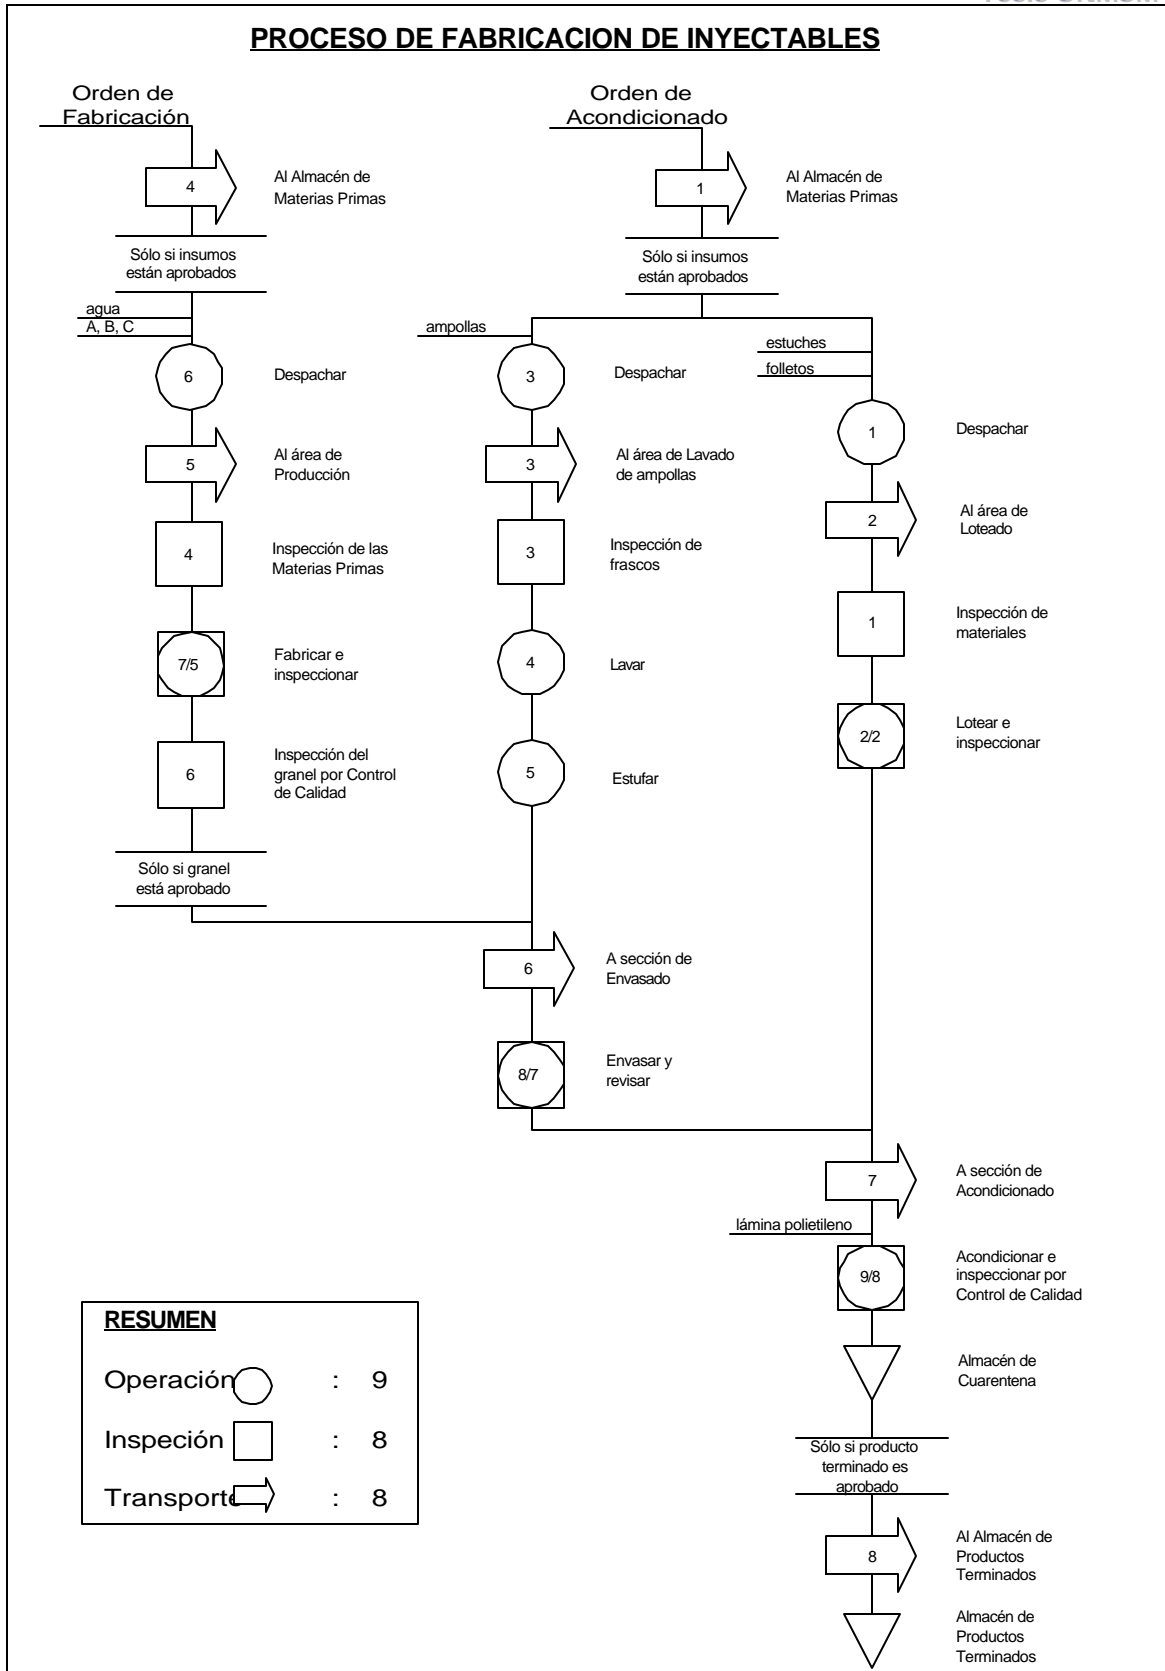 PROCESO DE FABRICACION DE INYECTABLES
Orden de
Fabricación
4
Al Almacén de
Materias Primas
Sólo si insumos
están aprobados
agua
A, B, C
6
Despachar
5
Al área de
Producción
4
Inspección de las
Materias Primas
7/5
Fabricar e
inspeccionar
6
Inspección del
granel por Control
de Calidad
Sólo si granel
está aprobado
Orden de
Acondicionado
1
Al Almacén de
Materias Primas
Sólo si insumos
están aprobados
ampollas
3
Despachar
3
Al área de Lavado
de ampollas
3
Inspección de
frascos
4
Lavar
5
Estufar
6
A sección de
Envasado
8/7
Envasar y
revisar
estuches
folletos
1
Despachar
2
Al área de
Loteado
1
Inspección de
materiales
2/2
Lotear e
inspeccionar
7
A sección de
Acondicionado
lámina polietileno
9/8
Acondicionar e
inspeccionar por
Control de Calidad
Almacén de
Cuarentena
Sólo si producto
terminado es
aprobado
8
Al Almacén de
Productos
Terminados
Almacén de
Productos
Terminados
RESUMEN
Operación : 9
Inspeción : 8
Transporte : 8